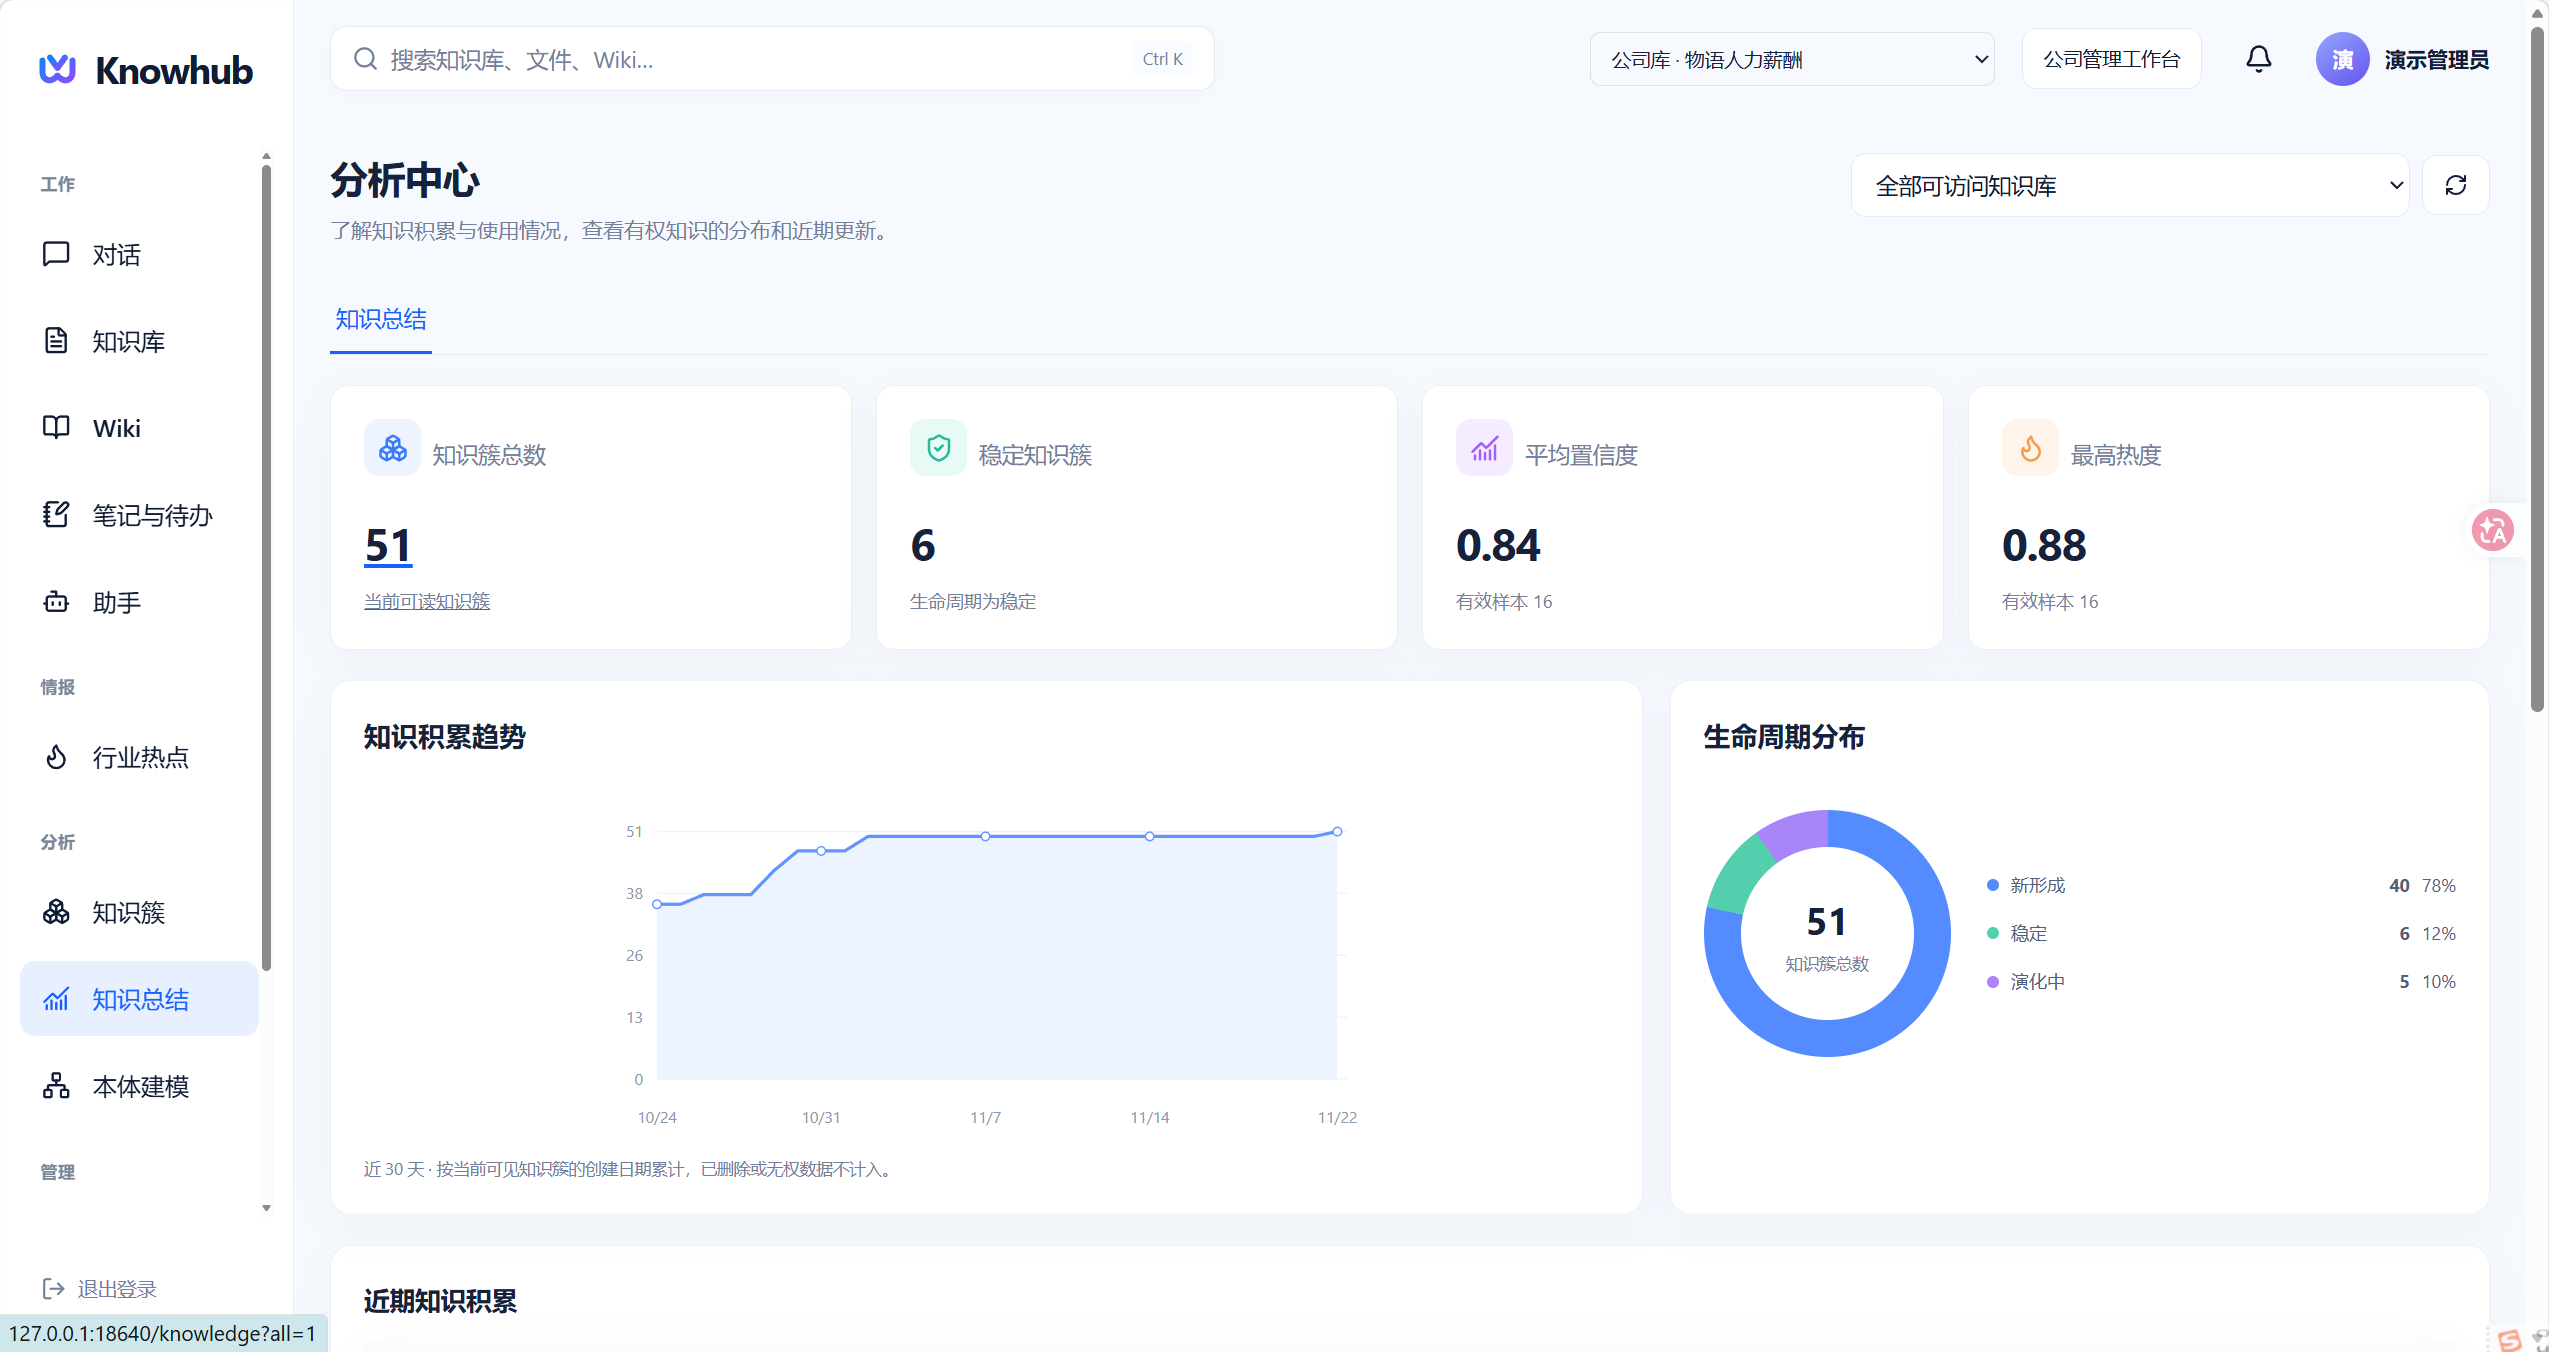 Knowhub
搜索知识库、文件、Wiki...
Ctrl K
公司库 · 物语人力薪酬
公司管理工作台
演
演示管理员
工作
对话
知识库
Wiki
笔记与待办
助手
情报
行业热点
分析
知识簇
知识总结
本体建模
管理
退出登录
127.0.0.1:18640/knowledge?all=1
分析中心
了解知识积累与使用情况，查看有权知识的分布和近期更新。
全部可访问知识库
知识总结
知识簇总数
51
当前可读知识簇
稳定知识簇
6
生命周期为稳定
平均置信度
0.84
有效样本 16
最高热度
0.88
有效样本 16
知识积累趋势
51
38
26
13
0
10/24
10/31
11/7
11/14
11/22
近 30 天 · 按当前可见知识簇的创建日期累计，已删除或无权数据不计入。
生命周期分布
51
知识簇总数
新形成 40 78%
稳定 6 12%
演化中 5 10%
近期知识积累